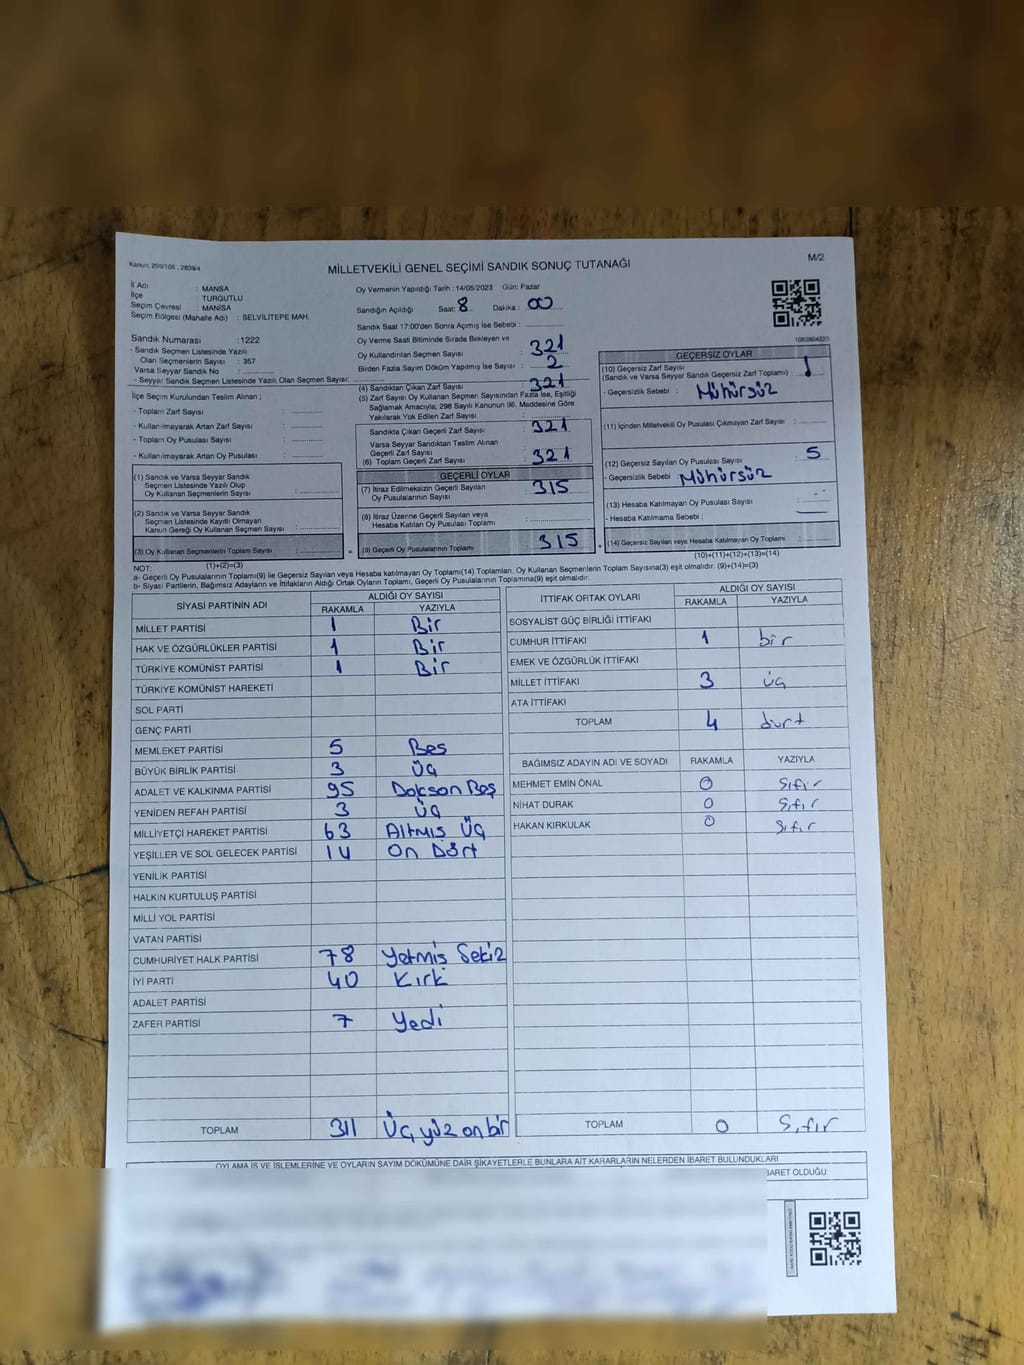 Kanun: 298/105 , 2839/4
MİLLETVEKİLİ GENEL SEÇİMİ SANDIK SONUÇ TUTANAĞI
M/2
İl Adı : MANİSA
İlçe : TURGUTLU
Seçim Çevresi : MANİSA
Seçim Bölgesi (Mahalle Adı) : SELVİLİTEPE MAH.
Oy Vermenin Yapıldığı Tarih : 14/05/2023 Gün: Pazar
Sandığın Açıldığı Saat: 8 Dakika : 00
Sandık Saat 17:00'den Sonra Açımış İse Sebebi :
Sandık Numarası :1222
- Sandık Seçmen Listesinde Yazılı
Olan Seçmenlerin Sayısı : 357
Varsa Seyyar Sandık No :
- Seyyar Sandık Seçmen Listesinde Yazılı Olan Seçmen Sayısı:
Oy Verme Saati Bitiminde Sırada Bekleyen ve
Oy Kullandırılan Seçmen Sayısı : 321
Birden Fazla Sayım Döküm Yapılmış İse Sayısı : 2
(4) Sandıktan Çıkan Zarf Sayısı : 321
(5) Zarf Sayısı Oy Kullanan Seçmen Sayısından Fazla İse, Eşitliği
Sağlamak Amacıyla; 298 Sayılı Kanunun 98. Maddesine Göre
Yakılarak Yok Edilen Zarf Sayısı :
İlçe Seçim Kurulundan Teslim Alınan ;
- Toplam Zarf Sayısı :
- Kullanılmayarak Artan Zarf Sayısı :
- Toplam Oy Pusulası Sayısı :
- Kullanılmayarak Artan Oy Pusulası :
Sandıkta Çıkan Geçerli Zarf Sayısı : 321
Varsa Seyyar Sandıktan Teslim Alınan
Geçerli Zarf Sayısı :
(6) Toplam Geçerli Zarf Sayısı : 321
(1) Sandık ve Varsa Seyyar Sandık
Seçmen Listesinde Yazılı Olup
Oy Kullanan Seçmenlerin Sayısı :
(2) Sandık ve Varsa Seyyar Sandık
Seçmen Listesinde Kayıtlı Olmayan
Kanun Gereği Oy Kullanan Seçmen Sayısı :
(3) Oy Kullanan Seçmenlerin Toplam Sayısı :
(1)+(2)=(3)
GEÇERLİ OYLAR
(7) İtiraz Edilmeksizin Geçerli Sayılan
Oy Pusulalarının Sayısı : 315
(8) İtiraz Üzerine Geçerli Sayılan veya
Hesaba Katılan Oy Pusulası Toplamı :
= (9) Geçerli Oy Pusulalarının Toplamı : 315 +
GEÇERSİZ OYLAR
(10) Geçersiz Zarf Sayısı
(Sandık ve Varsa Seyyar Sandık Geçersiz Zarf Toplamı) : 1
- Geçersizlik Sebebi : Mühürsüz
(11) İçinden Milletvekili Oy Pusulası Çıkmayan Zarf Sayısı :
(12) Geçersiz Sayılan Oy Pusulası Sayısı : 5
- Geçersizlik Sebebi : Mühürsüz
(13) Hesaba Katılmayan Oy Pusulası Sayısı :
- Hesaba Katılmama Sebebi :
(14) Geçersiz Sayılan veya Hesaba Katılmayan Oy Toplamı :
(10)+(11)+(12)+(13)=(14)
NOT:
a- Geçerli Oy Pusulalarının Toplamı(9) ile Geçersiz Sayılan veya Hesaba katılmayan Oy Toplamı(14) Toplamları, Oy Kullanan Seçmenlerin Toplam Sayısına(3) eşit olmalıdır. (9)+(14)=(3)
b- Siyasi Partilerin, Bağımsız Adayların ve İttifakların Aldığı Ortak Oyların Toplamı, Geçerli Oy Pusulalarının Toplamına(9) eşit olmalıdır.
SİYASİ PARTİNİN ADI ALDIĞI OY SAYISI
RAKAMLA YAZIYLA
MİLLET PARTİSİ 1 Bir
HAK VE ÖZGÜRLÜKLER PARTİSİ 1 Bir
TÜRKİYE KOMÜNİST PARTİSİ 1 Bir
TÜRKİYE KOMÜNİST HAREKETİ
SOL PARTİ
GENÇ PARTİ
MEMLEKET PARTİSİ 5 Beş
BÜYÜK BİRLİK PARTİSİ 3 Üç
ADALET VE KALKINMA PARTİSİ 95 Dokson Beş
YENİDEN REFAH PARTİSİ 3 Üç
MİLLİYETÇİ HAREKET PARTİSİ 63 Altmış Üç
YEŞİLLER VE SOL GELECEK PARTİSİ 14 On Dört
YENİLİK PARTİSİ
HALKIN KURTULUŞ PARTİSİ
MİLLİ YOL PARTİSİ
VATAN PARTİSİ
CUMHURİYET HALK PARTİSİ 78 Yetmiş Sekiz
İYİ PARTİ 40 Kırk
ADALET PARTİSİ
ZAFER PARTİSİ 7 Yedi
TOPLAM 311 Üç yüz on bir
İTTİFAK ORTAK OYLARI ALDIĞI OY SAYISI
RAKAMLA YAZIYLA
SOSYALİST GÜÇ BİRLİĞİ İTTİFAKI
CUMHUR İTTİFAKI 1 bir
EMEK VE ÖZGÜRLÜK İTTİFAKI
MİLLET İTTİFAKI 3 üç
ATA İTTİFAKI
TOPLAM 4 dört
BAĞIMSIZ ADAYIN ADI VE SOYADI RAKAMLA YAZIYLA
MEHMET EMİN ÖNAL 0 Sıfır
NİHAT DURAK 0 Sıfır
HAKAN KIRKULAK 0 Sıfır
TOPLAM 0 Sıfır
OYLAMA İŞ VE İŞLEMLERİNE VE OYLARIN SAYIM DÖKÜMÜNE DAİR ŞİKAYETLERLE BUNLARA AİT KARARLARIN NELERDEN İBARET BULUNDUKLARI
BARET OLDUĞU